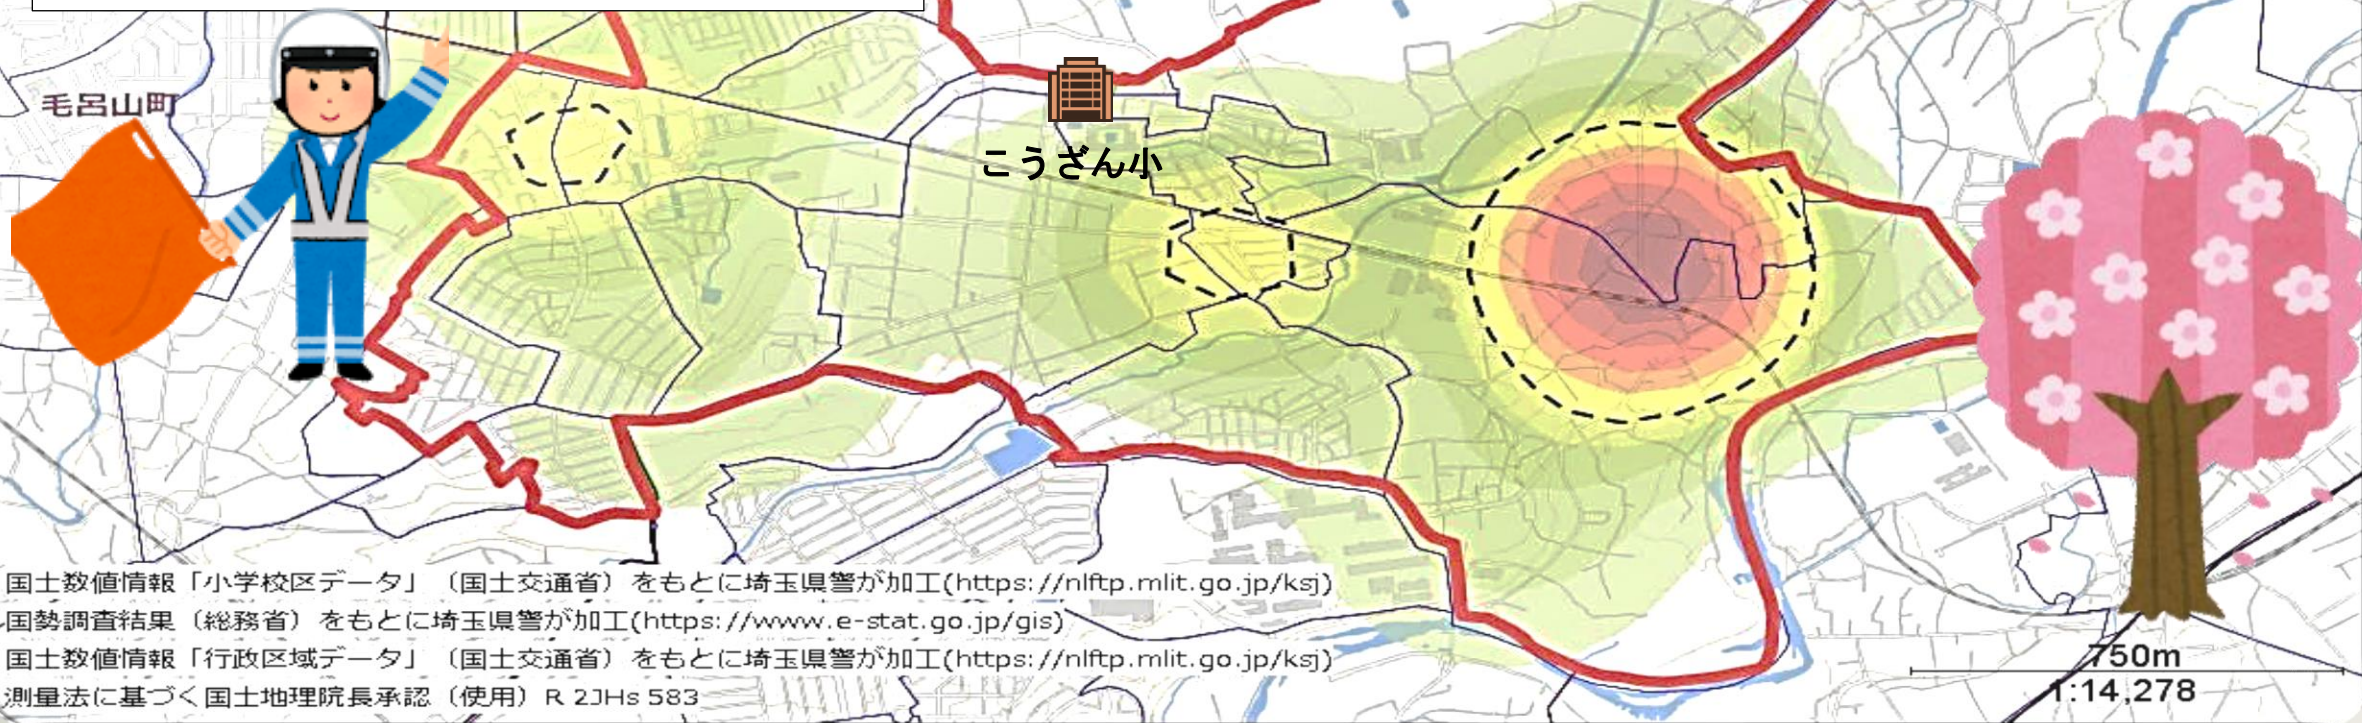 毛呂山町
こうざん小
国土数値情報「小学校区データ」(国土交通省)をもとに埼玉県警が加工(https://nlftp.mlit.go.jp/ksj)
国勢調査結果(総務省)をもとに埼玉県警が加工(https://www.e-stat.go.jp/gis)
国土数値情報「行政区域データ」(国土交通省)をもとに埼玉県警が加工(https://nlftp.mlit.go.jp/ksj)
測量法に基づく国土地理院長承認(使用)R 2JHs 583
750m
1:14,278